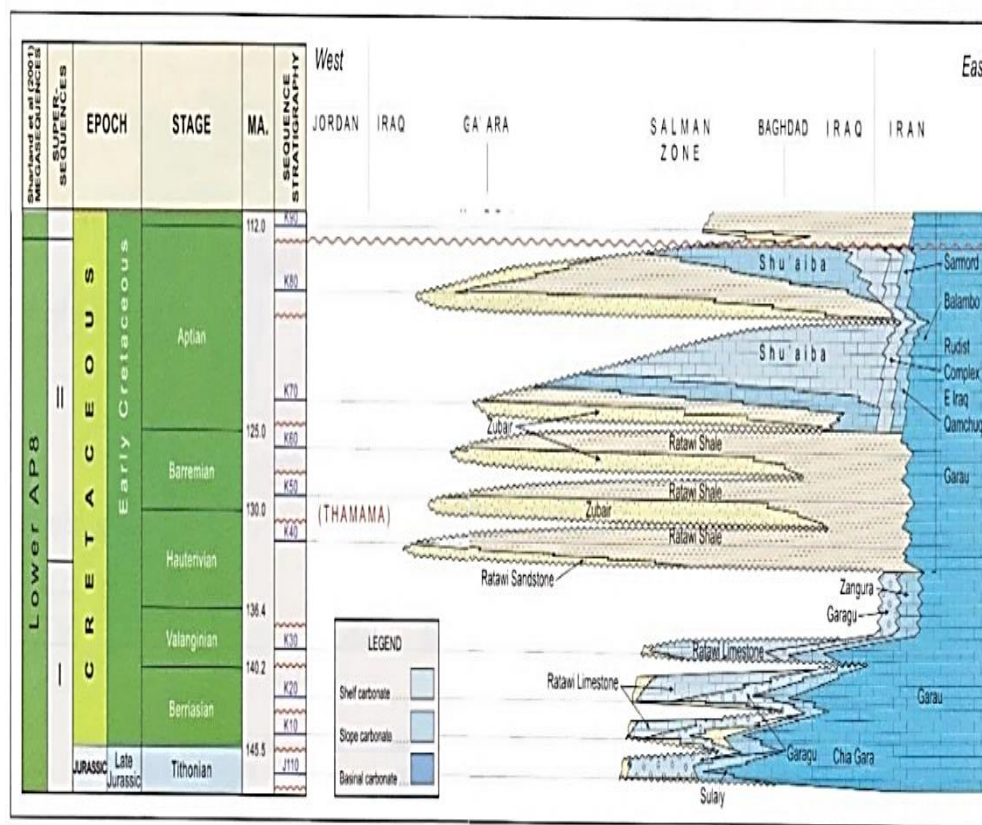 West
East
Sharland et al (2001)
MEGASEQUENCES
SUPER-
SEQUENCES
EPOCH
STAGE
MA.
SEQUENCE
STRATIGRAPHY
JORDAN
IRAQ
GA'ARA
SALMAN
ZONE
BAGHDAD
IRAQ
IRAN
Lower AP8
II
I
CRETACEOUS
Early Cretaceous
JURASSIC
Late
Jurassic
Aptian
Barremian
Hauterivian
Valanginian
Berriasian
Tithonian
112.0
125.0
130.0
136.4
140.2
145.5
K90
K80
K70
K60
K50
K40
K30
K20
K10
J110
(THAMAMA)
Shu'aiba
Shu'aiba
Zubair
Ratawi Shale
Ratawi Shale
Zubair
Ratawi Shale
Ratawi Sandstone
Sarmord
Balambo
Rudist
Complex
E Iraq
Qamchuq
Garau
Zangura
Garagu
Ratawi Limestone
Ratawi Limestone
Garau
Garagu
Chia Gara
Sulaiy
LEGEND
Shelf carbonate
Slope carbonate
Basinal carbonate